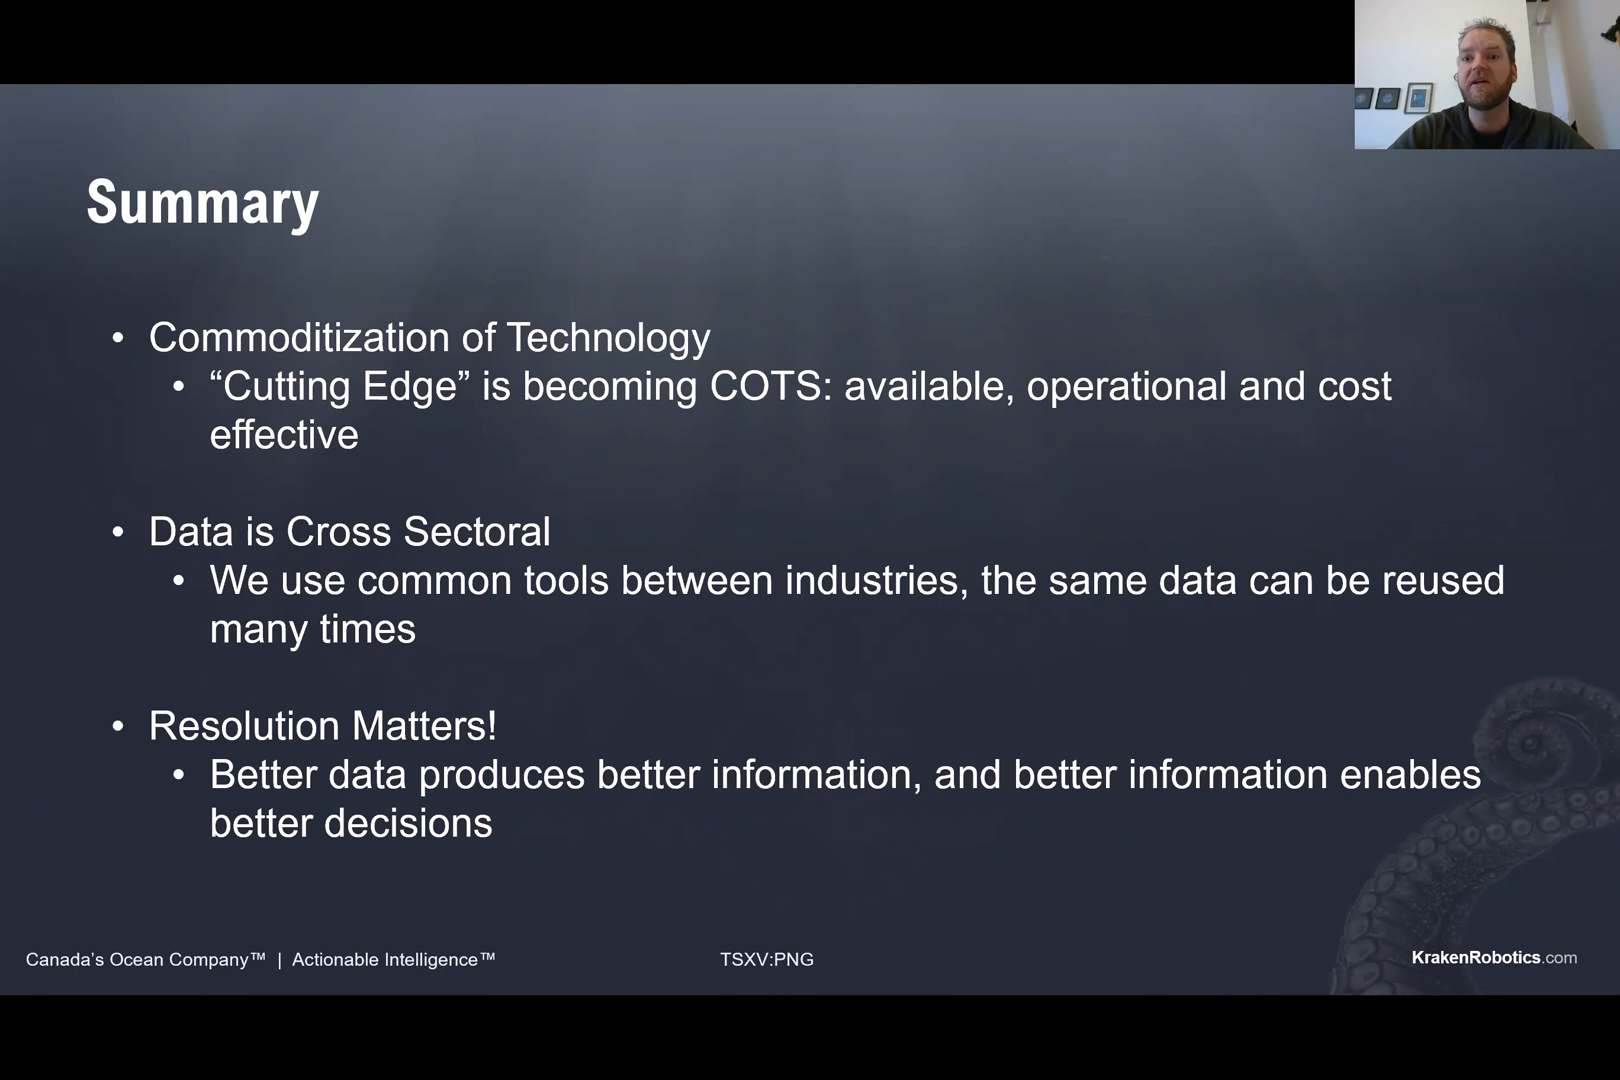 Summary
• Commoditization of Technology
• “Cutting Edge” is becoming COTS: available, operational and cost
effective
• Data is Cross Sectoral
• We use common tools between industries, the same data can be reused
many times
• Resolution Matters!
• Better data produces better information, and better information enables
better decisions
Canada’s Ocean Company™ | Actionable Intelligence™
TSXV:PNG
KrakenRobotics.com